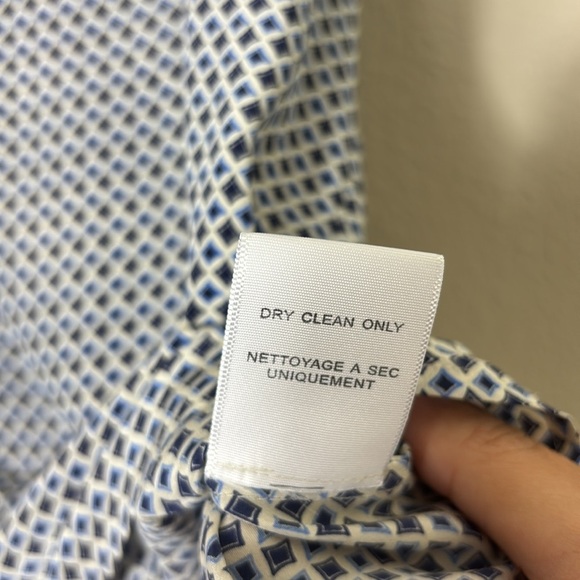 DRY CLEAN ONLY
NETTOYAGE A SEC
UNIQUEMENT